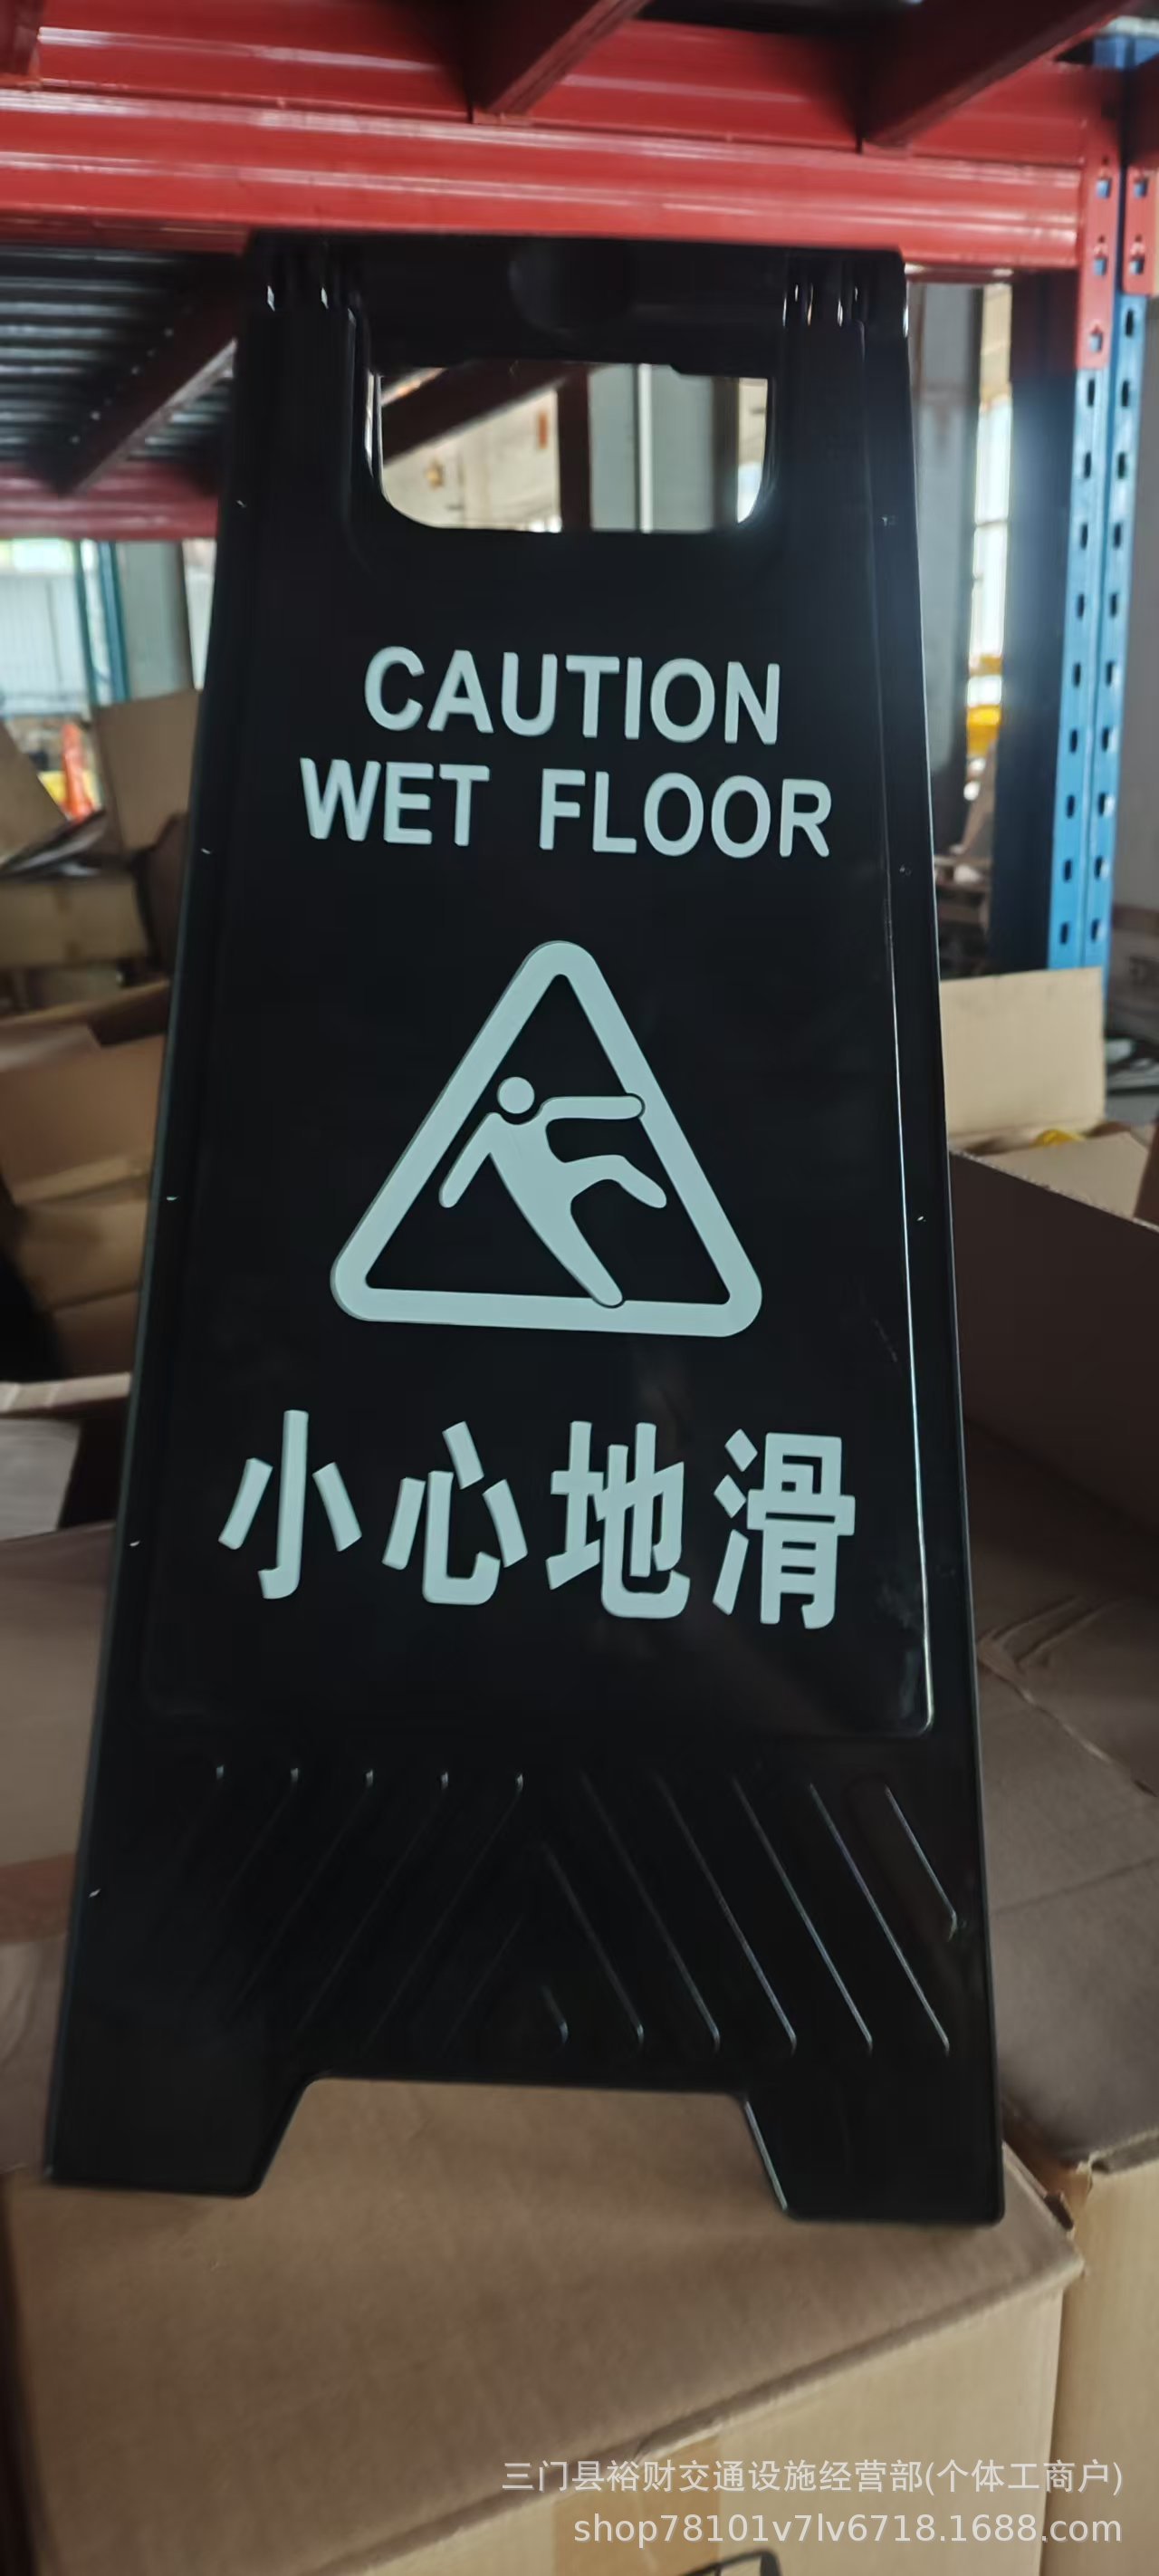 CAUTION
WET FLOOR
小心地滑
三门县裕财交通设施经营部(个体工商户)
shop78101v7lv6718.1688.com